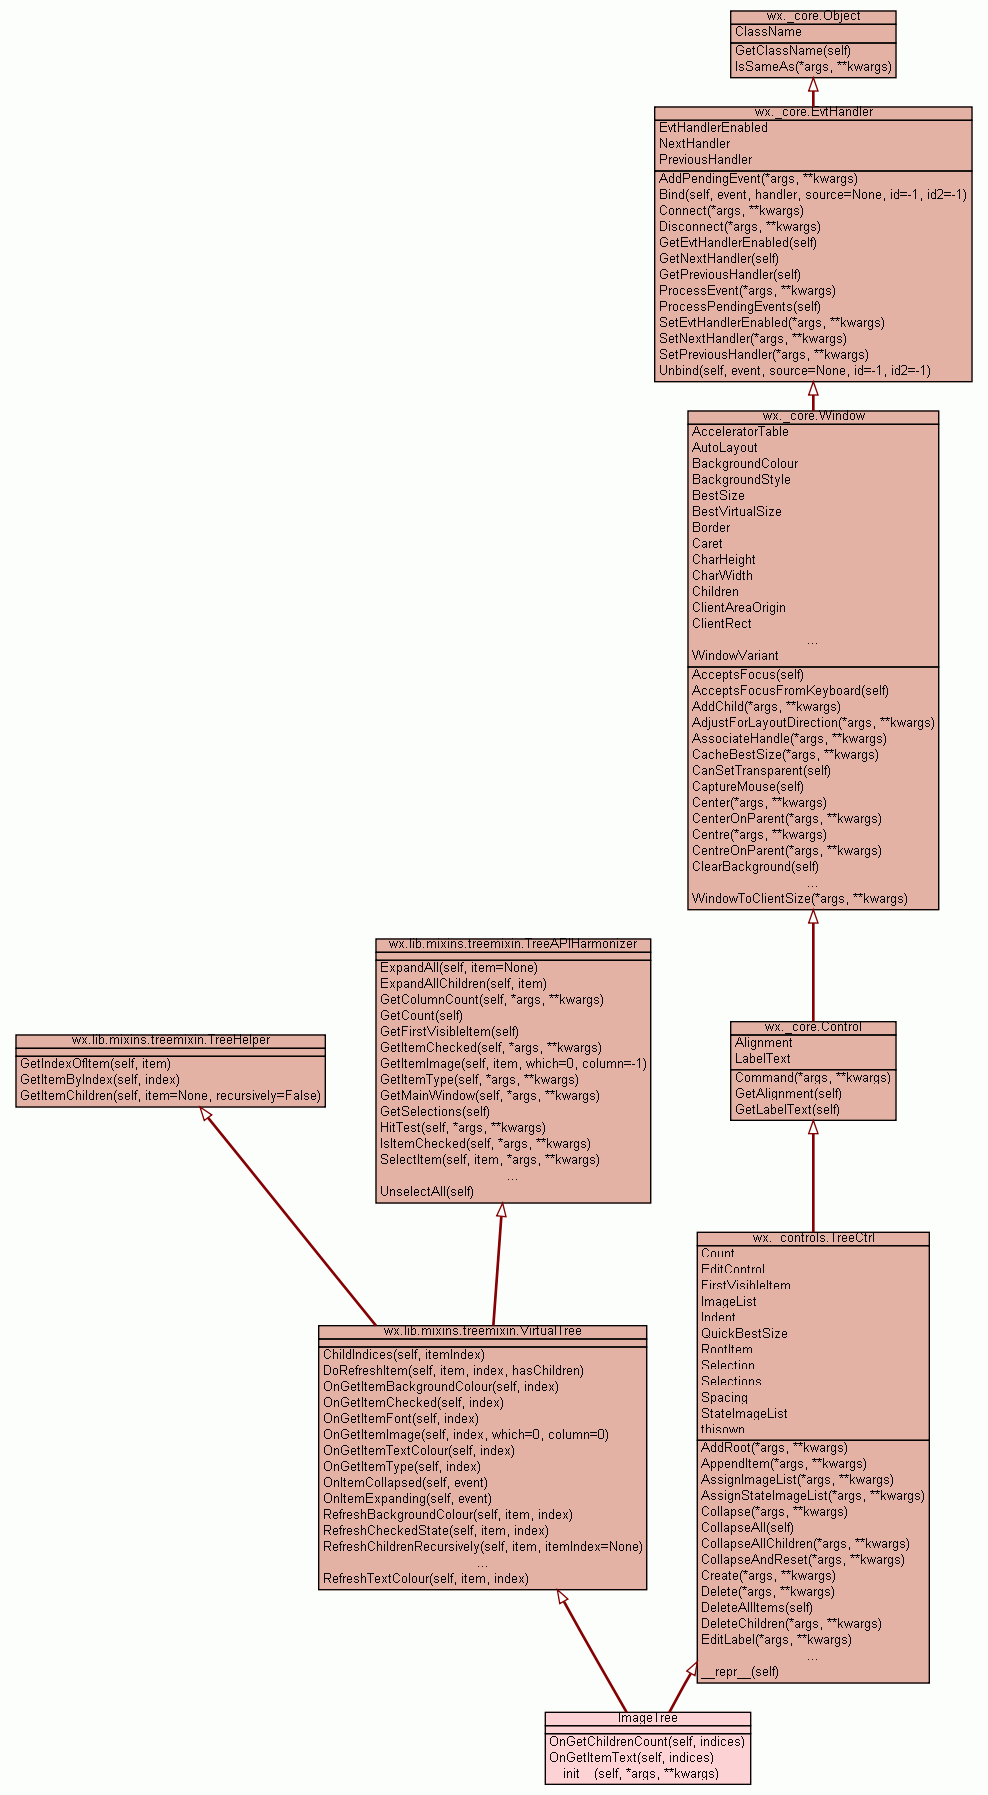 wx._core.Object
ClassName
GetClassName(self)
IsSameAs(*args, **kwargs)
wx._core.EvtHandler
EvtHandlerEnabled
NextHandler
PreviousHandler
AddPendingEvent(*args, **kwargs)
Bind(self, event, handler, source=None, id=-1, id2=-1)
Connect(*args, **kwargs)
Disconnect(*args, **kwargs)
GetEvtHandlerEnabled(self)
GetNextHandler(self)
GetPreviousHandler(self)
ProcessEvent(*args, **kwargs)
ProcessPendingEvents(self)
SetEvtHandlerEnabled(*args, **kwargs)
SetNextHandler(*args, **kwargs)
SetPreviousHandler(*args, **kwargs)
Unbind(self, event, source=None, id=-1, id2=-1)
wx._core.Window
AcceleratorTable
AutoLayout
BackgroundColour
BackgroundStyle
BestSize
BestVirtualSize
Border
Caret
CharHeight
CharWidth
Children
ClientAreaOrigin
ClientRect
...
WindowVariant
AcceptsFocus(self)
AcceptsFocusFromKeyboard(self)
AddChild(*args, **kwargs)
AdjustForLayoutDirection(*args, **kwargs)
AssociateHandle(*args, **kwargs)
CacheBestSize(*args, **kwargs)
CanSetTransparent(self)
CaptureMouse(self)
Center(*args, **kwargs)
CenterOnParent(*args, **kwargs)
Centre(*args, **kwargs)
CentreOnParent(*args, **kwargs)
ClearBackground(self)
...
WindowToClientSize(*args, **kwargs)
wx.lib.mixins.treemixin.TreeAPIHarmonizer
ExpandAll(self, item=None)
ExpandAllChildren(self, item)
GetColumnCount(self, *args, **kwargs)
GetCount(self)
GetFirstVisibleItem(self)
GetItemChecked(self, *args, **kwargs)
GetItemImage(self, item, which=0, column=-1)
GetItemType(self, *args, **kwargs)
GetMainWindow(self, *args, **kwargs)
GetSelections(self)
HitTest(self, *args, **kwargs)
IsItemChecked(self, *args, **kwargs)
SelectItem(self, item, *args, **kwargs)
...
UnselectAll(self)
wx.lib.mixins.treemixin.TreeHelper
GetIndexOfItem(self, item)
GetItemByIndex(self, index)
GetItemChildren(self, item=None, recursively=False)
wx._core.Control
Alignment
LabelText
Command(*args, **kwargs)
GetAlignment(self)
GetLabelText(self)
wx._controls.TreeCtrl
Count
EditControl
FirstVisibleItem
ImageList
Indent
QuickBestSize
RootItem
Selection
Selections
Spacing
StateImageList
thisown
AddRoot(*args, **kwargs)
AppendItem(*args, **kwargs)
AssignImageList(*args, **kwargs)
AssignStateImageList(*args, **kwargs)
Collapse(*args, **kwargs)
CollapseAll(self)
CollapseAllChildren(*args, **kwargs)
CollapseAndReset(*args, **kwargs)
Create(*args, **kwargs)
Delete(*args, **kwargs)
DeleteAllItems(self)
DeleteChildren(*args, **kwargs)
EditLabel(*args, **kwargs)
...
__repr__(self)
wx.lib.mixins.treemixin.VirtualTree
ChildIndices(self, itemIndex)
DoRefreshItem(self, item, index, hasChildren)
OnGetItemBackgroundColour(self, index)
OnGetItemChecked(self, index)
OnGetItemFont(self, index)
OnGetItemImage(self, index, which=0, column=0)
OnGetItemTextColour(self, index)
OnGetItemType(self, index)
OnItemCollapsed(self, event)
OnItemExpanding(self, event)
RefreshBackgroundColour(self, item, index)
RefreshCheckedState(self, item, index)
RefreshChildrenRecursively(self, item, itemIndex=None)
...
RefreshTextColour(self, item, index)
ImageTree
OnGetChildrenCount(self, indices)
OnGetItemText(self, indices)
__init__(self, *args, **kwargs)